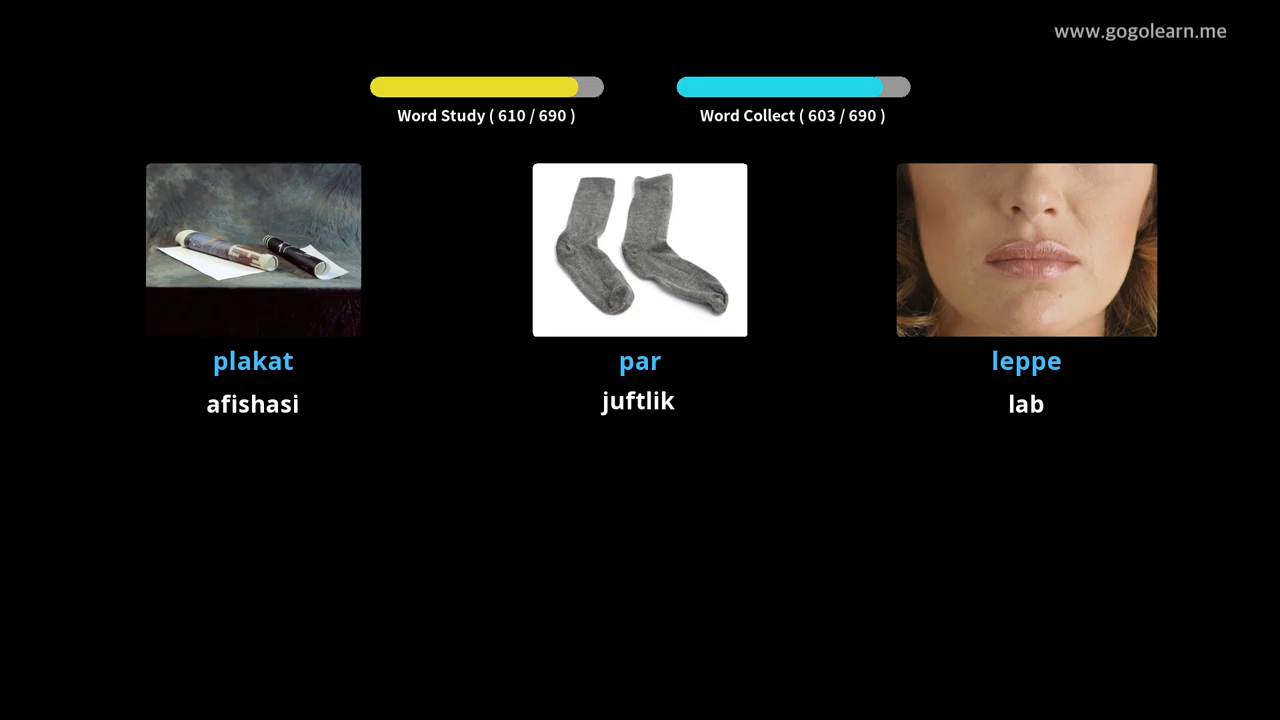 www.gogolearn.me
Word Study ( 610 / 690 )
Word Collect ( 603 / 690 )
plakat
par
leppe
afishasi
juftlik
lab